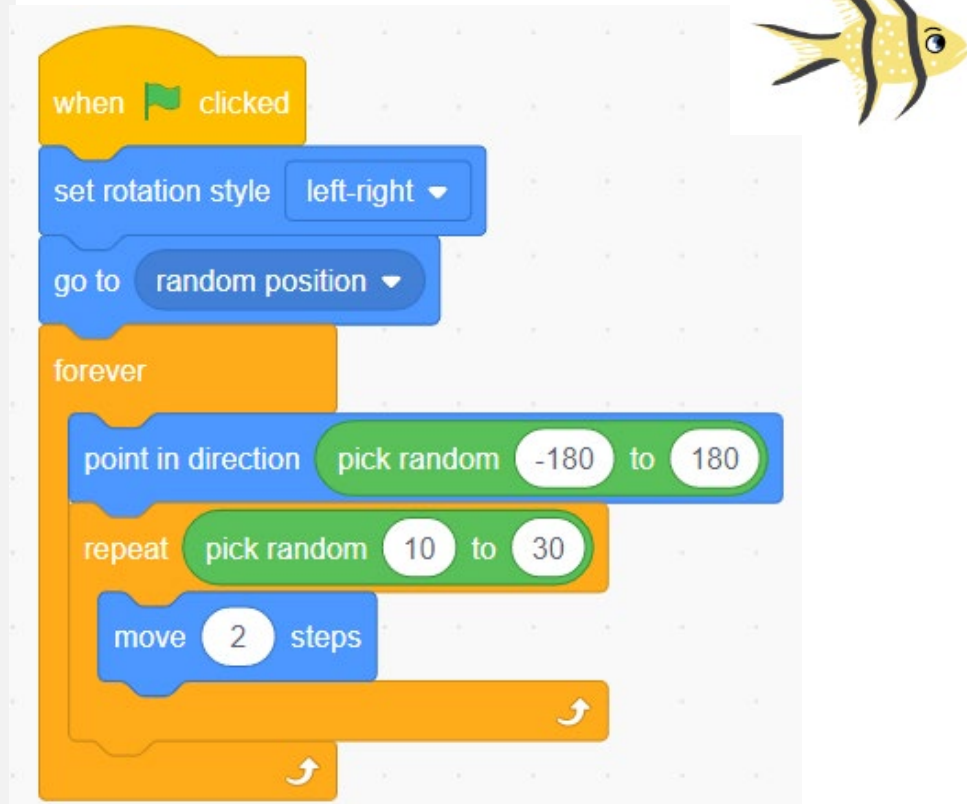 when clicked
set rotation style left-right
go to random position
forever
point in direction pick random -180 to 180
repeat pick random 10 to 30
move 2 steps